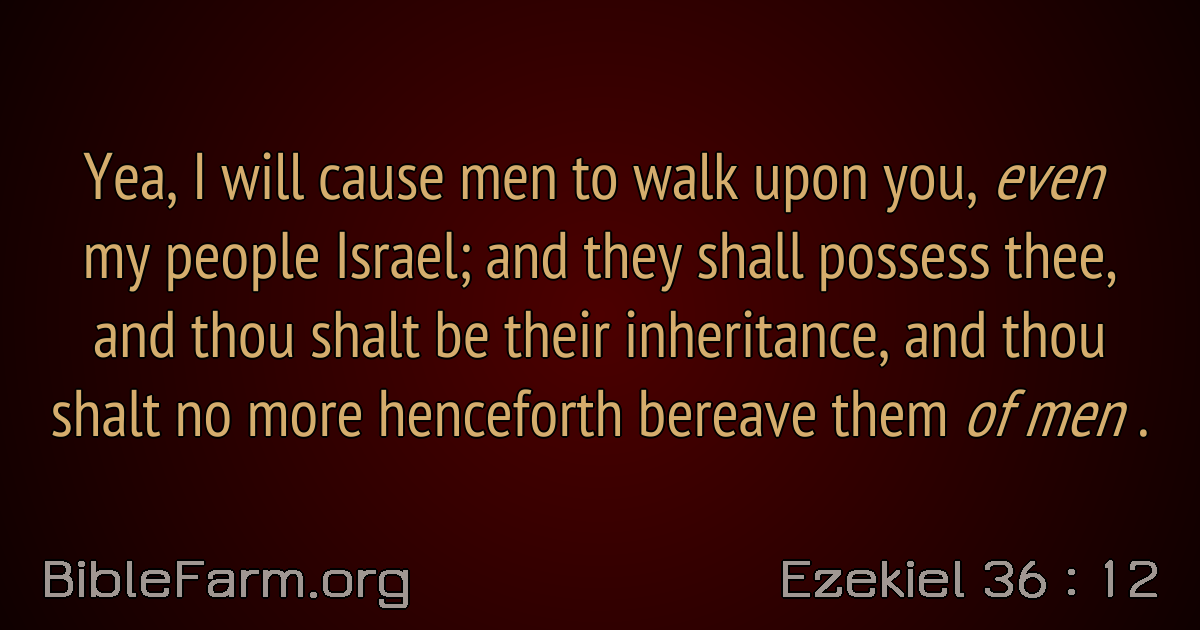 Yea, I will cause men to walk upon you, even
my people Israel; and they shall possess thee,
and thou shalt be their inheritance, and thou
shalt no more henceforth bereave them of men .
BibleFarm.org
Ezekiel 36 : 12